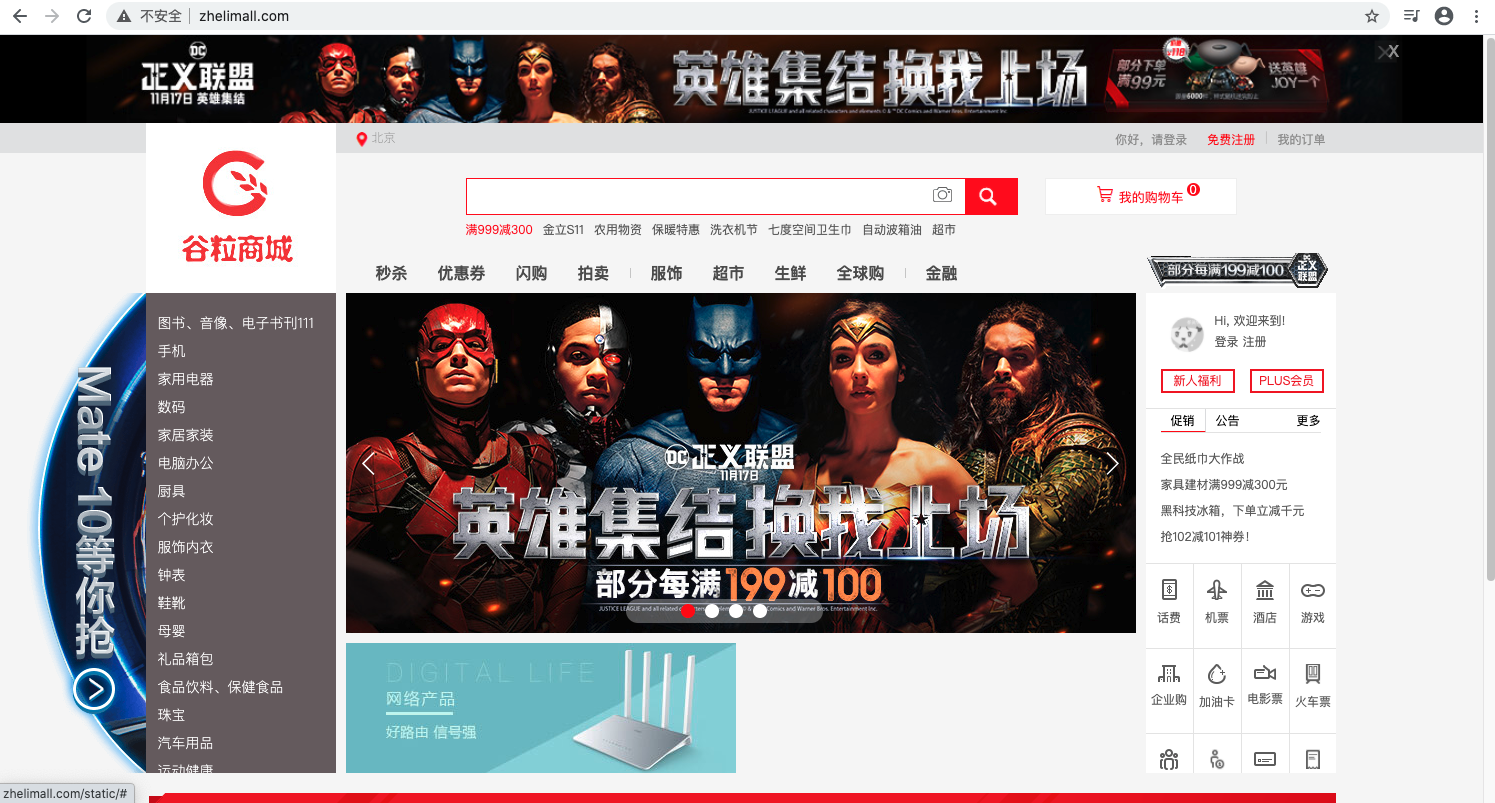 不安全 zhelimall.com
DC
正义联盟
11月17日 英雄集结
英雄集结换我上场
部分下单
满99元
送英雄
JOY一个
X
北京
你好，请登录 免费注册 我的订单
谷粒商城
我的购物车 0
满999减300 金立S11 农用物资 保暖特惠 洗衣机节 七度空间卫生巾 自动波箱油 超市
秒杀 优惠券 闪购 拍卖 服饰 超市 生鲜 全球购 金融
部分每满199减100
DC
正义
联盟
Mate 10等你抢
图书、音像、电子书刊111
手机
家用电器
数码
家居家装
电脑办公
厨具
个护化妆
服饰内衣
钟表
鞋靴
母婴
礼品箱包
食品饮料、保健食品
珠宝
汽车用品
运动健康
DC 正义联盟
11月17日
英雄集结换我上场
部分每满199减100
DIGITAL LIFE
网络产品
好路由 信号强
Hi, 欢迎来到!
登录 注册
新人福利 PLUS会员
促销 公告 更多
全民纸巾大作战
家具建材满999减300元
黑科技冰箱，下单立减千元
抢102减101神券!
话费 机票 酒店 游戏
企业购 加油卡 电影票 火车票
zhelimall.com/static/#